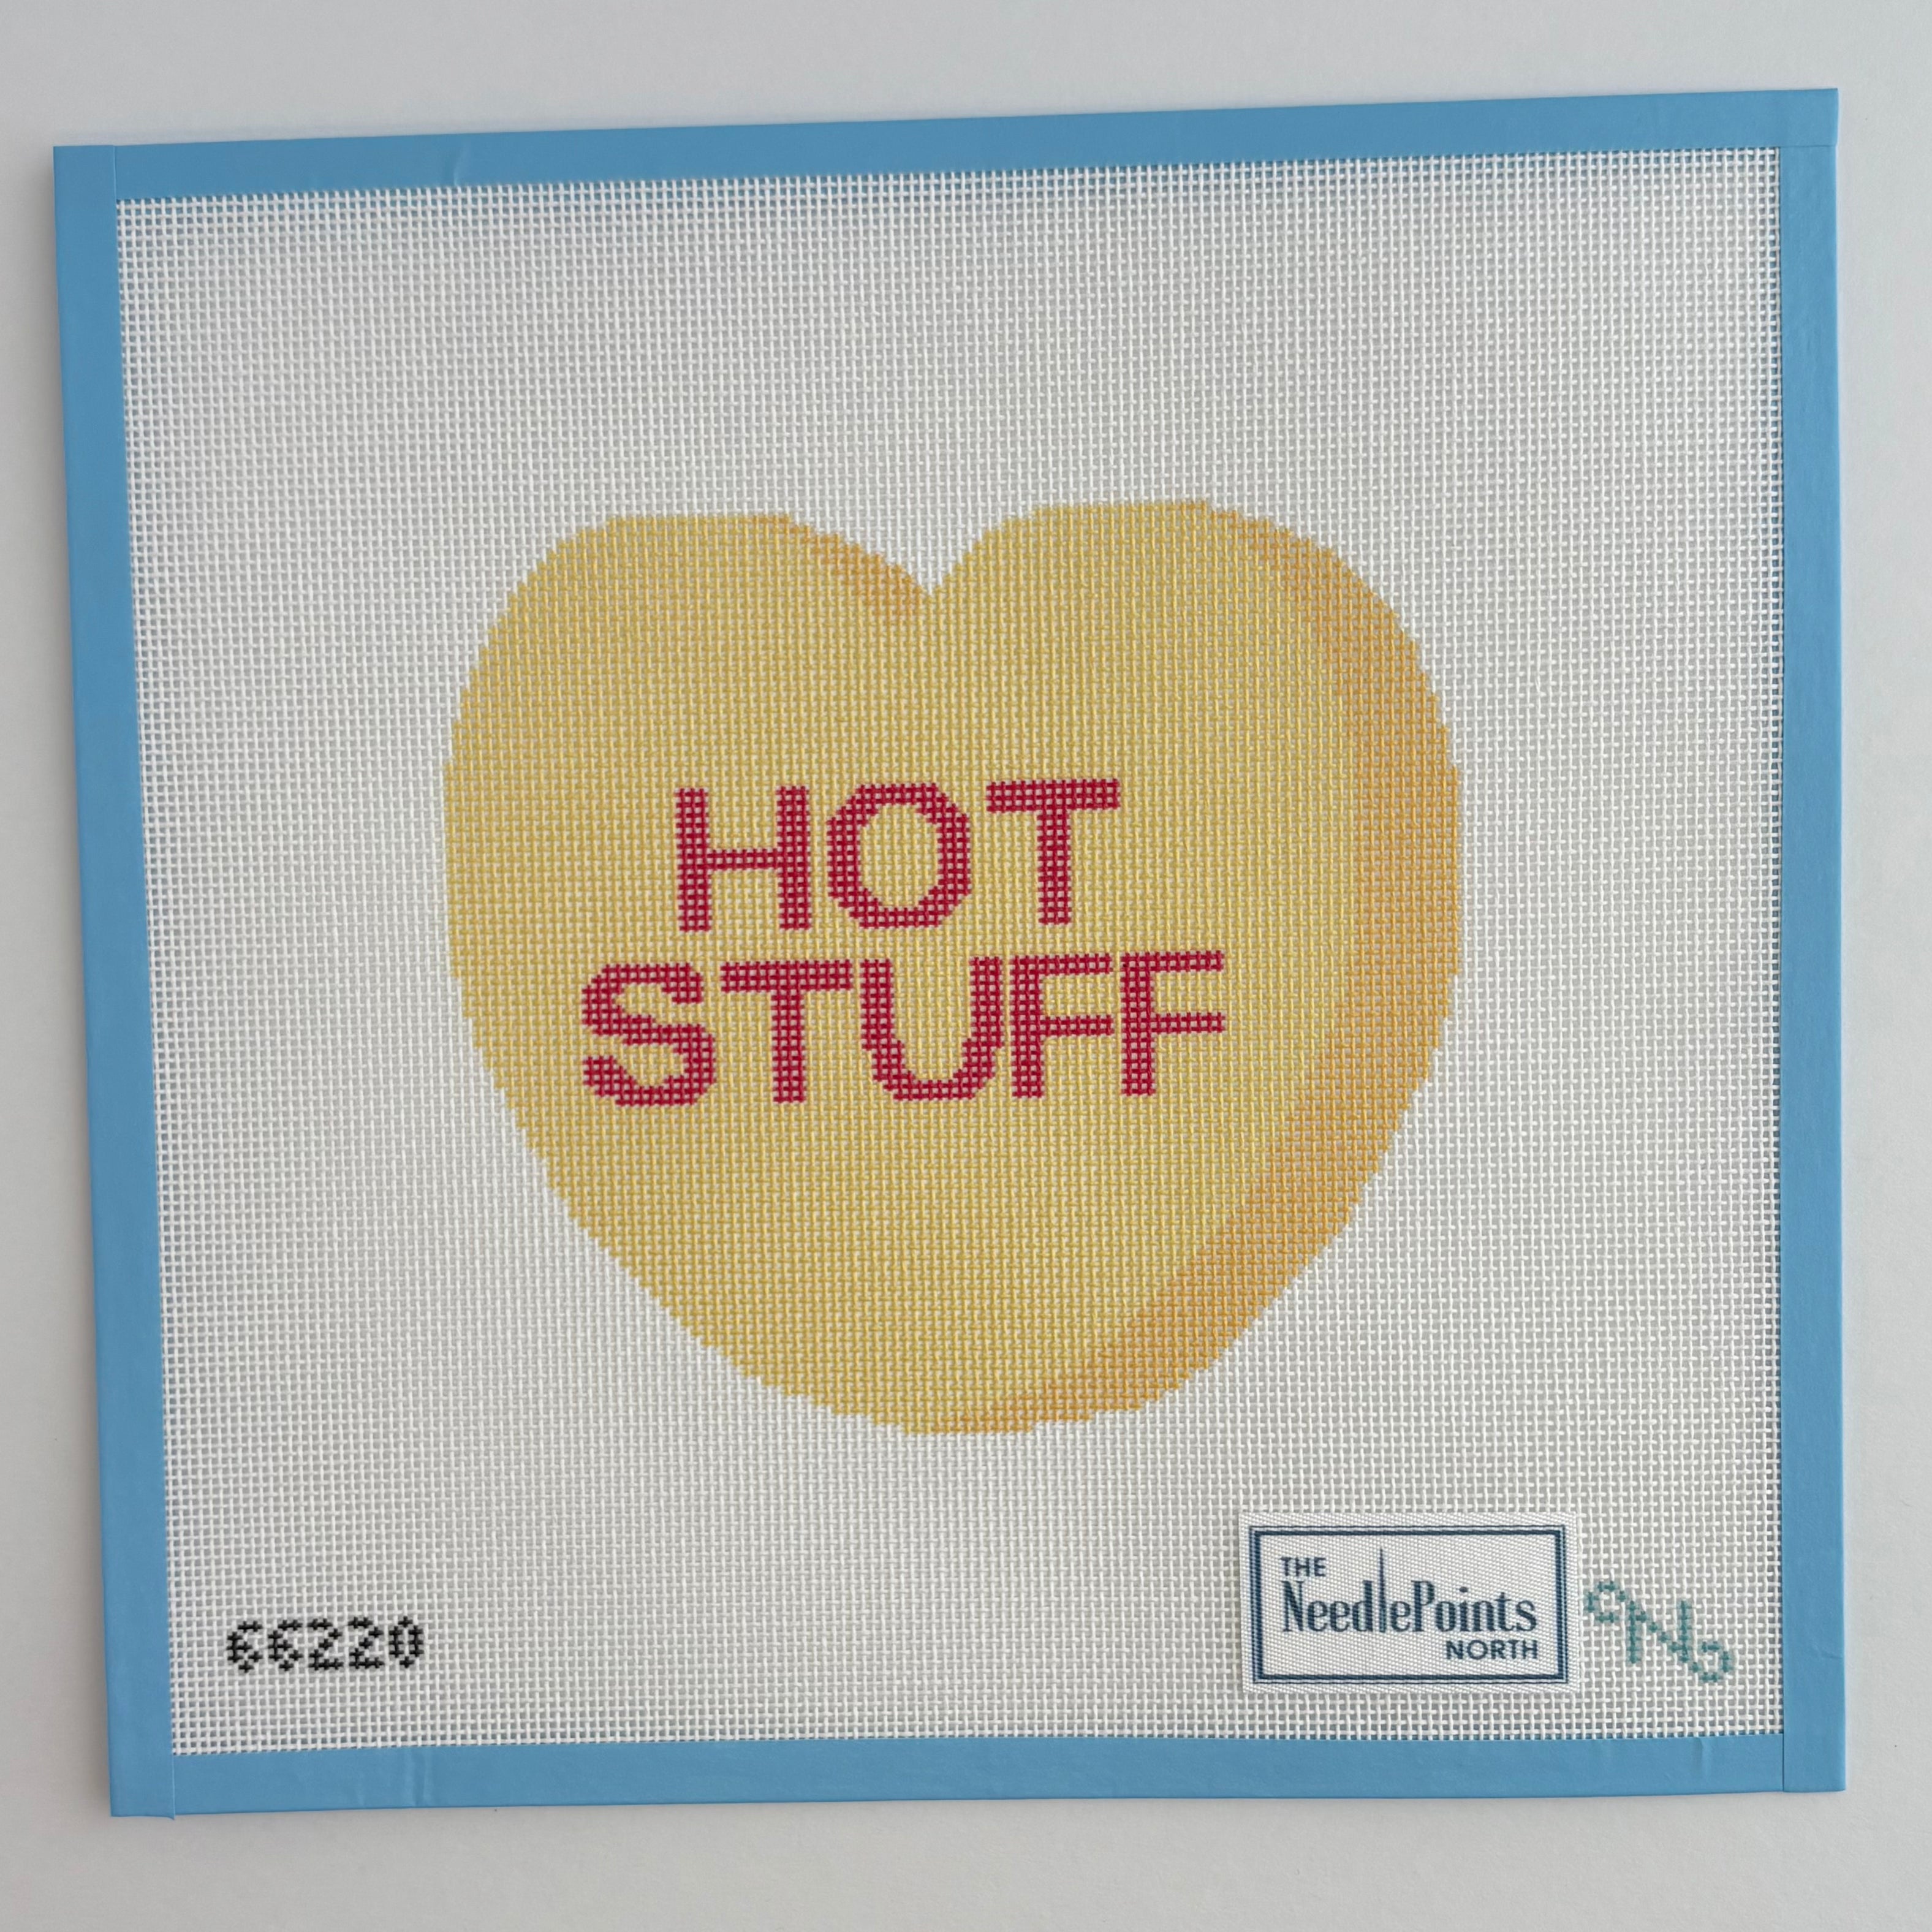 HOT
STUFF
66220
THE
NeedlePoints
NORTH
N